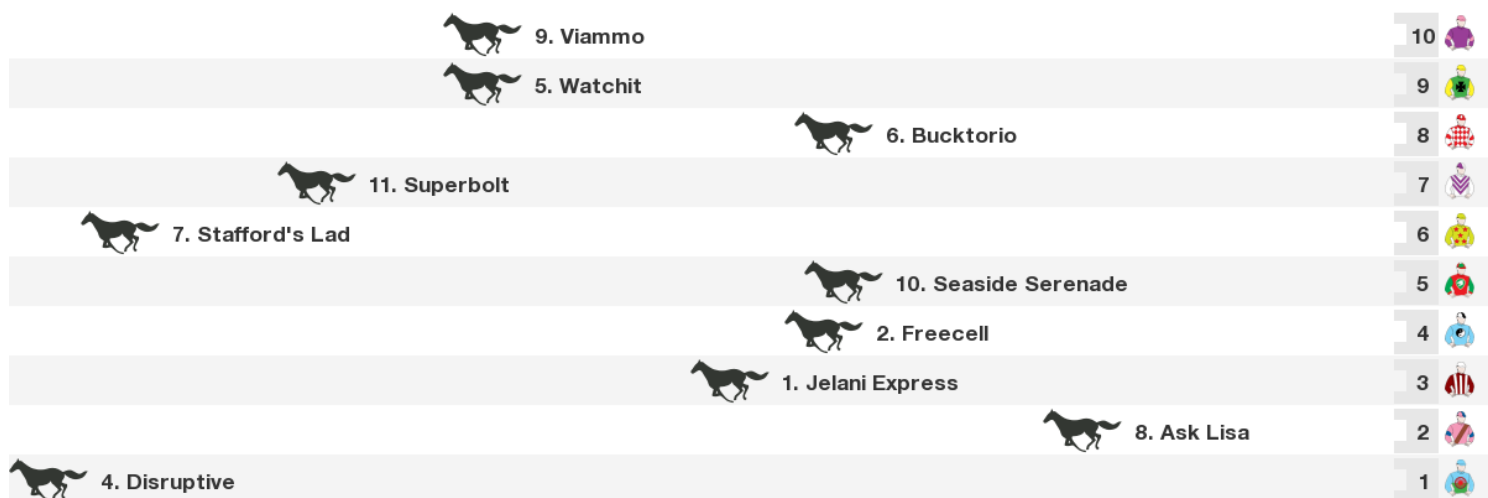 9. Viammo 10
5. Watchit 9
6. Bucktorio 8
11. Superbolt 7
7. Stafford's Lad 6
10. Seaside Serenade 5
2. Freecell 4
1. Jelani Express 3
8. Ask Lisa 2
4. Disruptive 1